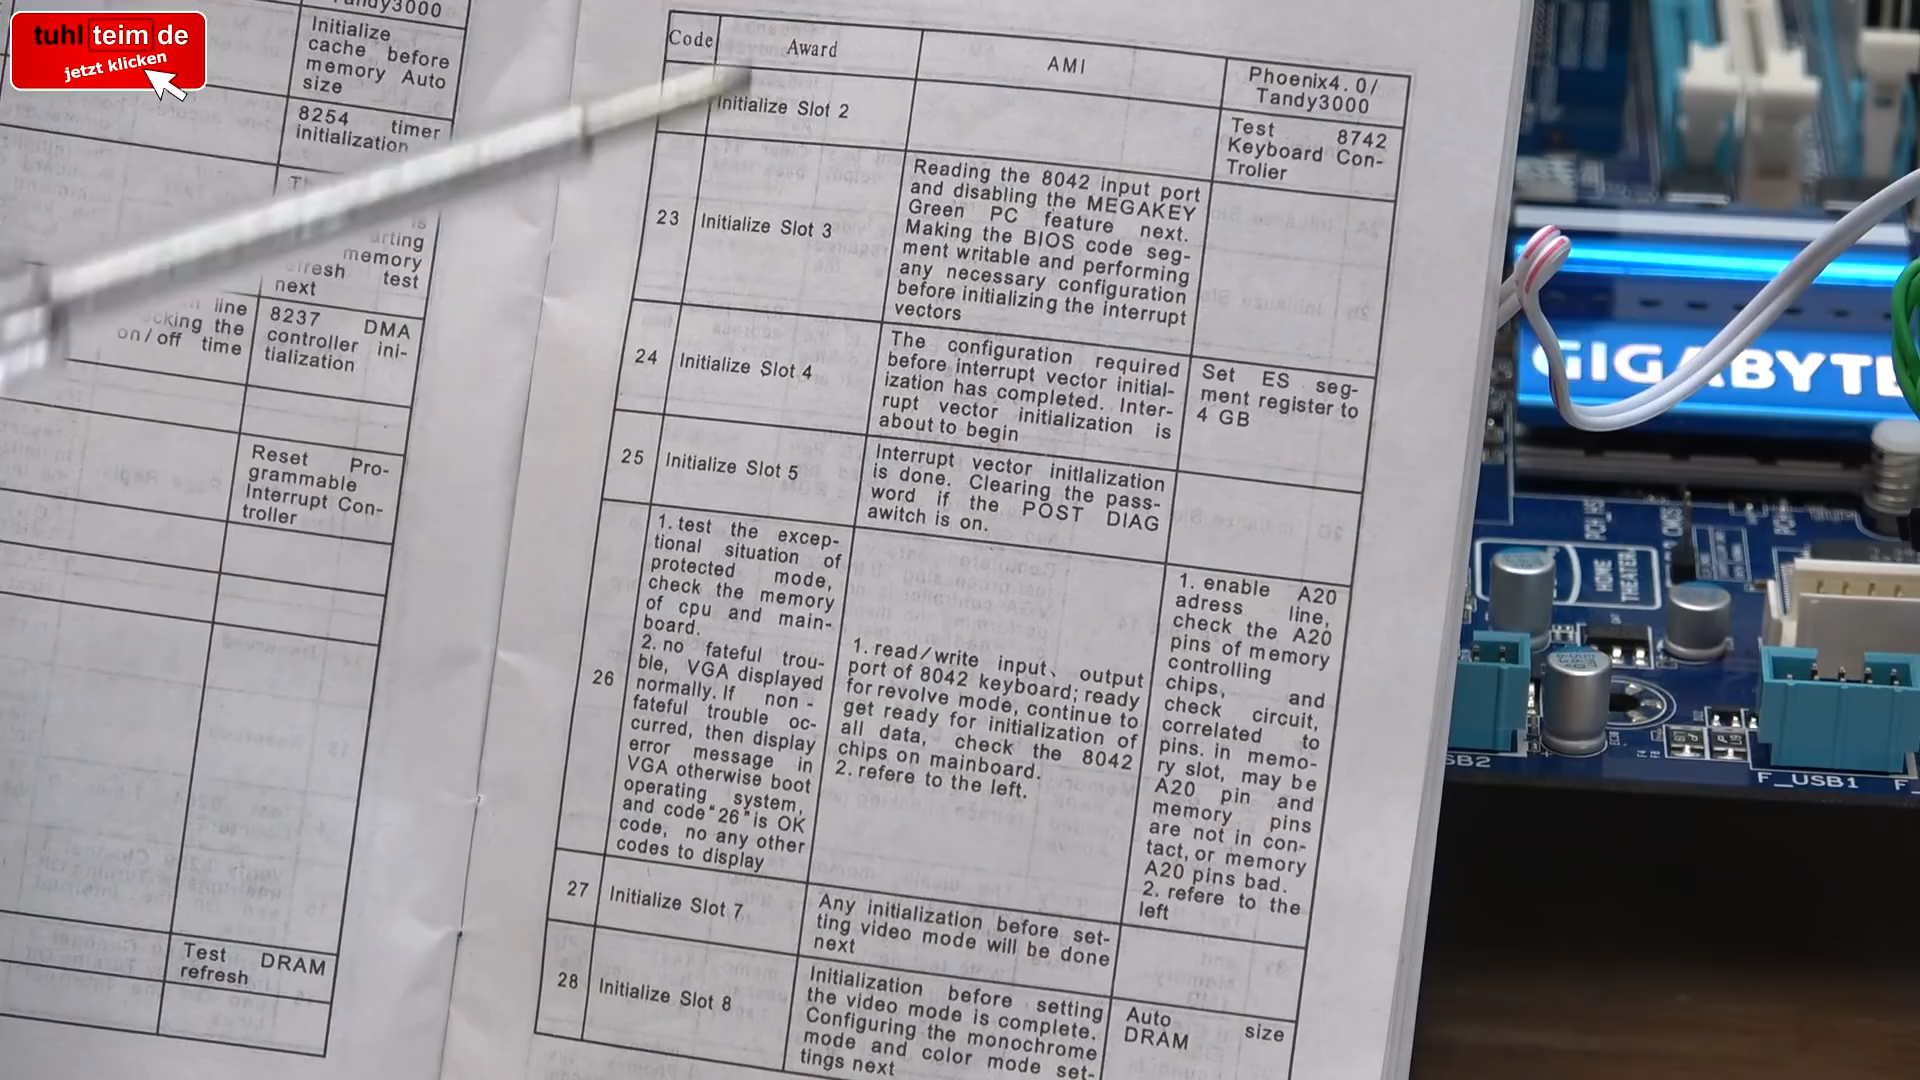 tuhl teim de
jetzt klicken
Tandy3000
Initialize
cache before
memory Auto
size
8254 timer
initialization
is
memory
test
next
line
the
on/off time
8237 DMA
controller ini-
tialization
Reset Pro-
grammable
Interrupt Con-
troller
Test DRAM
refresh
Code
Award
AMI
Phoenix4.0/
Tandy3000
Initialize Slot 2
Test 8742
Keyboard Con-
Trolier
23
Initialize Slot 3
Reading the 8042 input port
and disabling the MEGAKEY
Green PC feature next.
Making the BIOS code seg-
ment writable and performing
any necessary configuration
before initializing the interrupt
vectors
24
Initialize Slot 4
The configuration required
before interrupt vector initial-
ization has completed. Inter-
rupt vector initialization is
about to begin
Set ES seg-
ment register to
4 GB
25
Initialize Slot 5
Interrupt vector initlalization
is done. Clearing the pass-
word if the POST DIAG
awitch is on.
26
1. test the excep-
tional situation of
protected mode,
check the memory
of cpu and main-
board.
2. no fateful trou-
ble, VGA displayed
normally. If non -
fateful trouble oc-
curred, then display
error message in
VGA otherwise boot
operating system,
and code "26" is OK
code, no any other
codes to display
1. read/write input、output
port of 8042 keyboard; ready
for revolve mode, continue to
get ready for initialization of
all data, check the 8042
chips on mainboard.
2. refere to the left.
1. enable A20
adress line,
check the A20
pins of memory
controlling
chips, and
check circuit,
correlated to
pins. in memo-
ry slot, may be
A20 pin and
memory pins
are not in con-
tact, or memory
A20 pins bad.
2. refere to the
left
27
Initialize Slot 7
Any initialization before set-
ting video mode will be done
next
28
Initialize Slot 8
Initialization before setting
the video mode is complete.
Configuring the monochrome
mode and color mode set-
tings next
Auto size
DRAM
GIGABYTE
HOME
THEATER
F_USB1